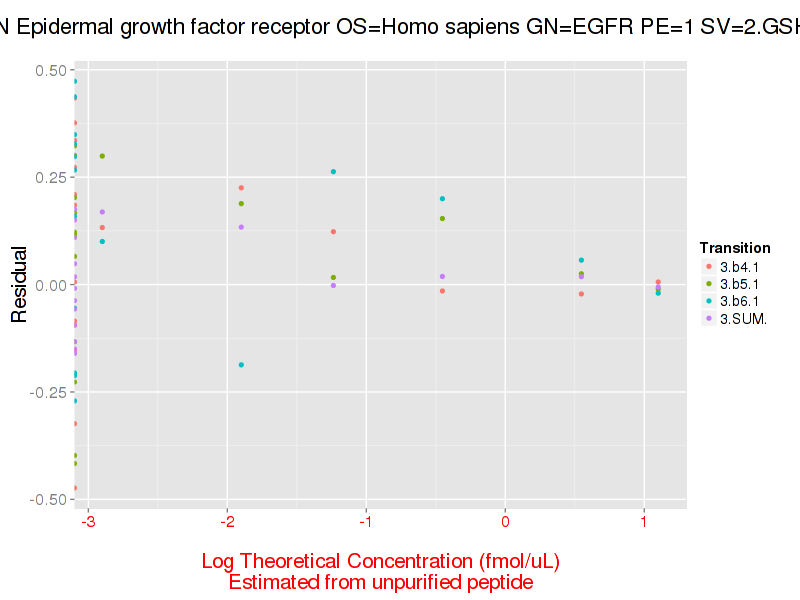 Epidermal growth factor receptor OS=Homo sapiens GN=EGFR PE=1 SV=2.GSH
0.50
0.25
0.00
-0.25
-0.50
Residual
-3 -2 -1 0 1
Log Theoretical Concentration (fmol/uL)
Estimated from unpurified peptide
Transition
3.b4.1
3.b5.1
3.b6.1
3.SUM.